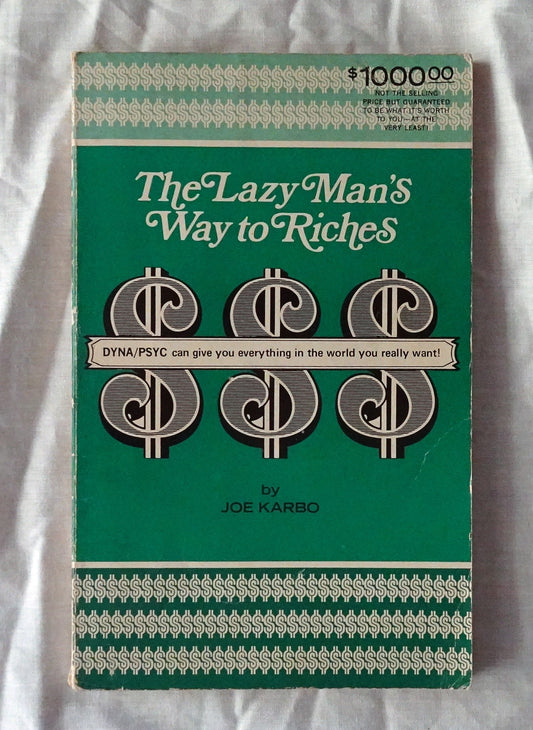 $1000.00
NOT THE SELLING
PRICE BUT GUARANTEED
TO BE WHAT IT'S WORTH
TO YOU—AT THE
VERY LEAST!
The Lazy Man's
Way to Riches
$$$
DYNA/PSYC can give you everything in the world you really want!
by
JOE KARBO